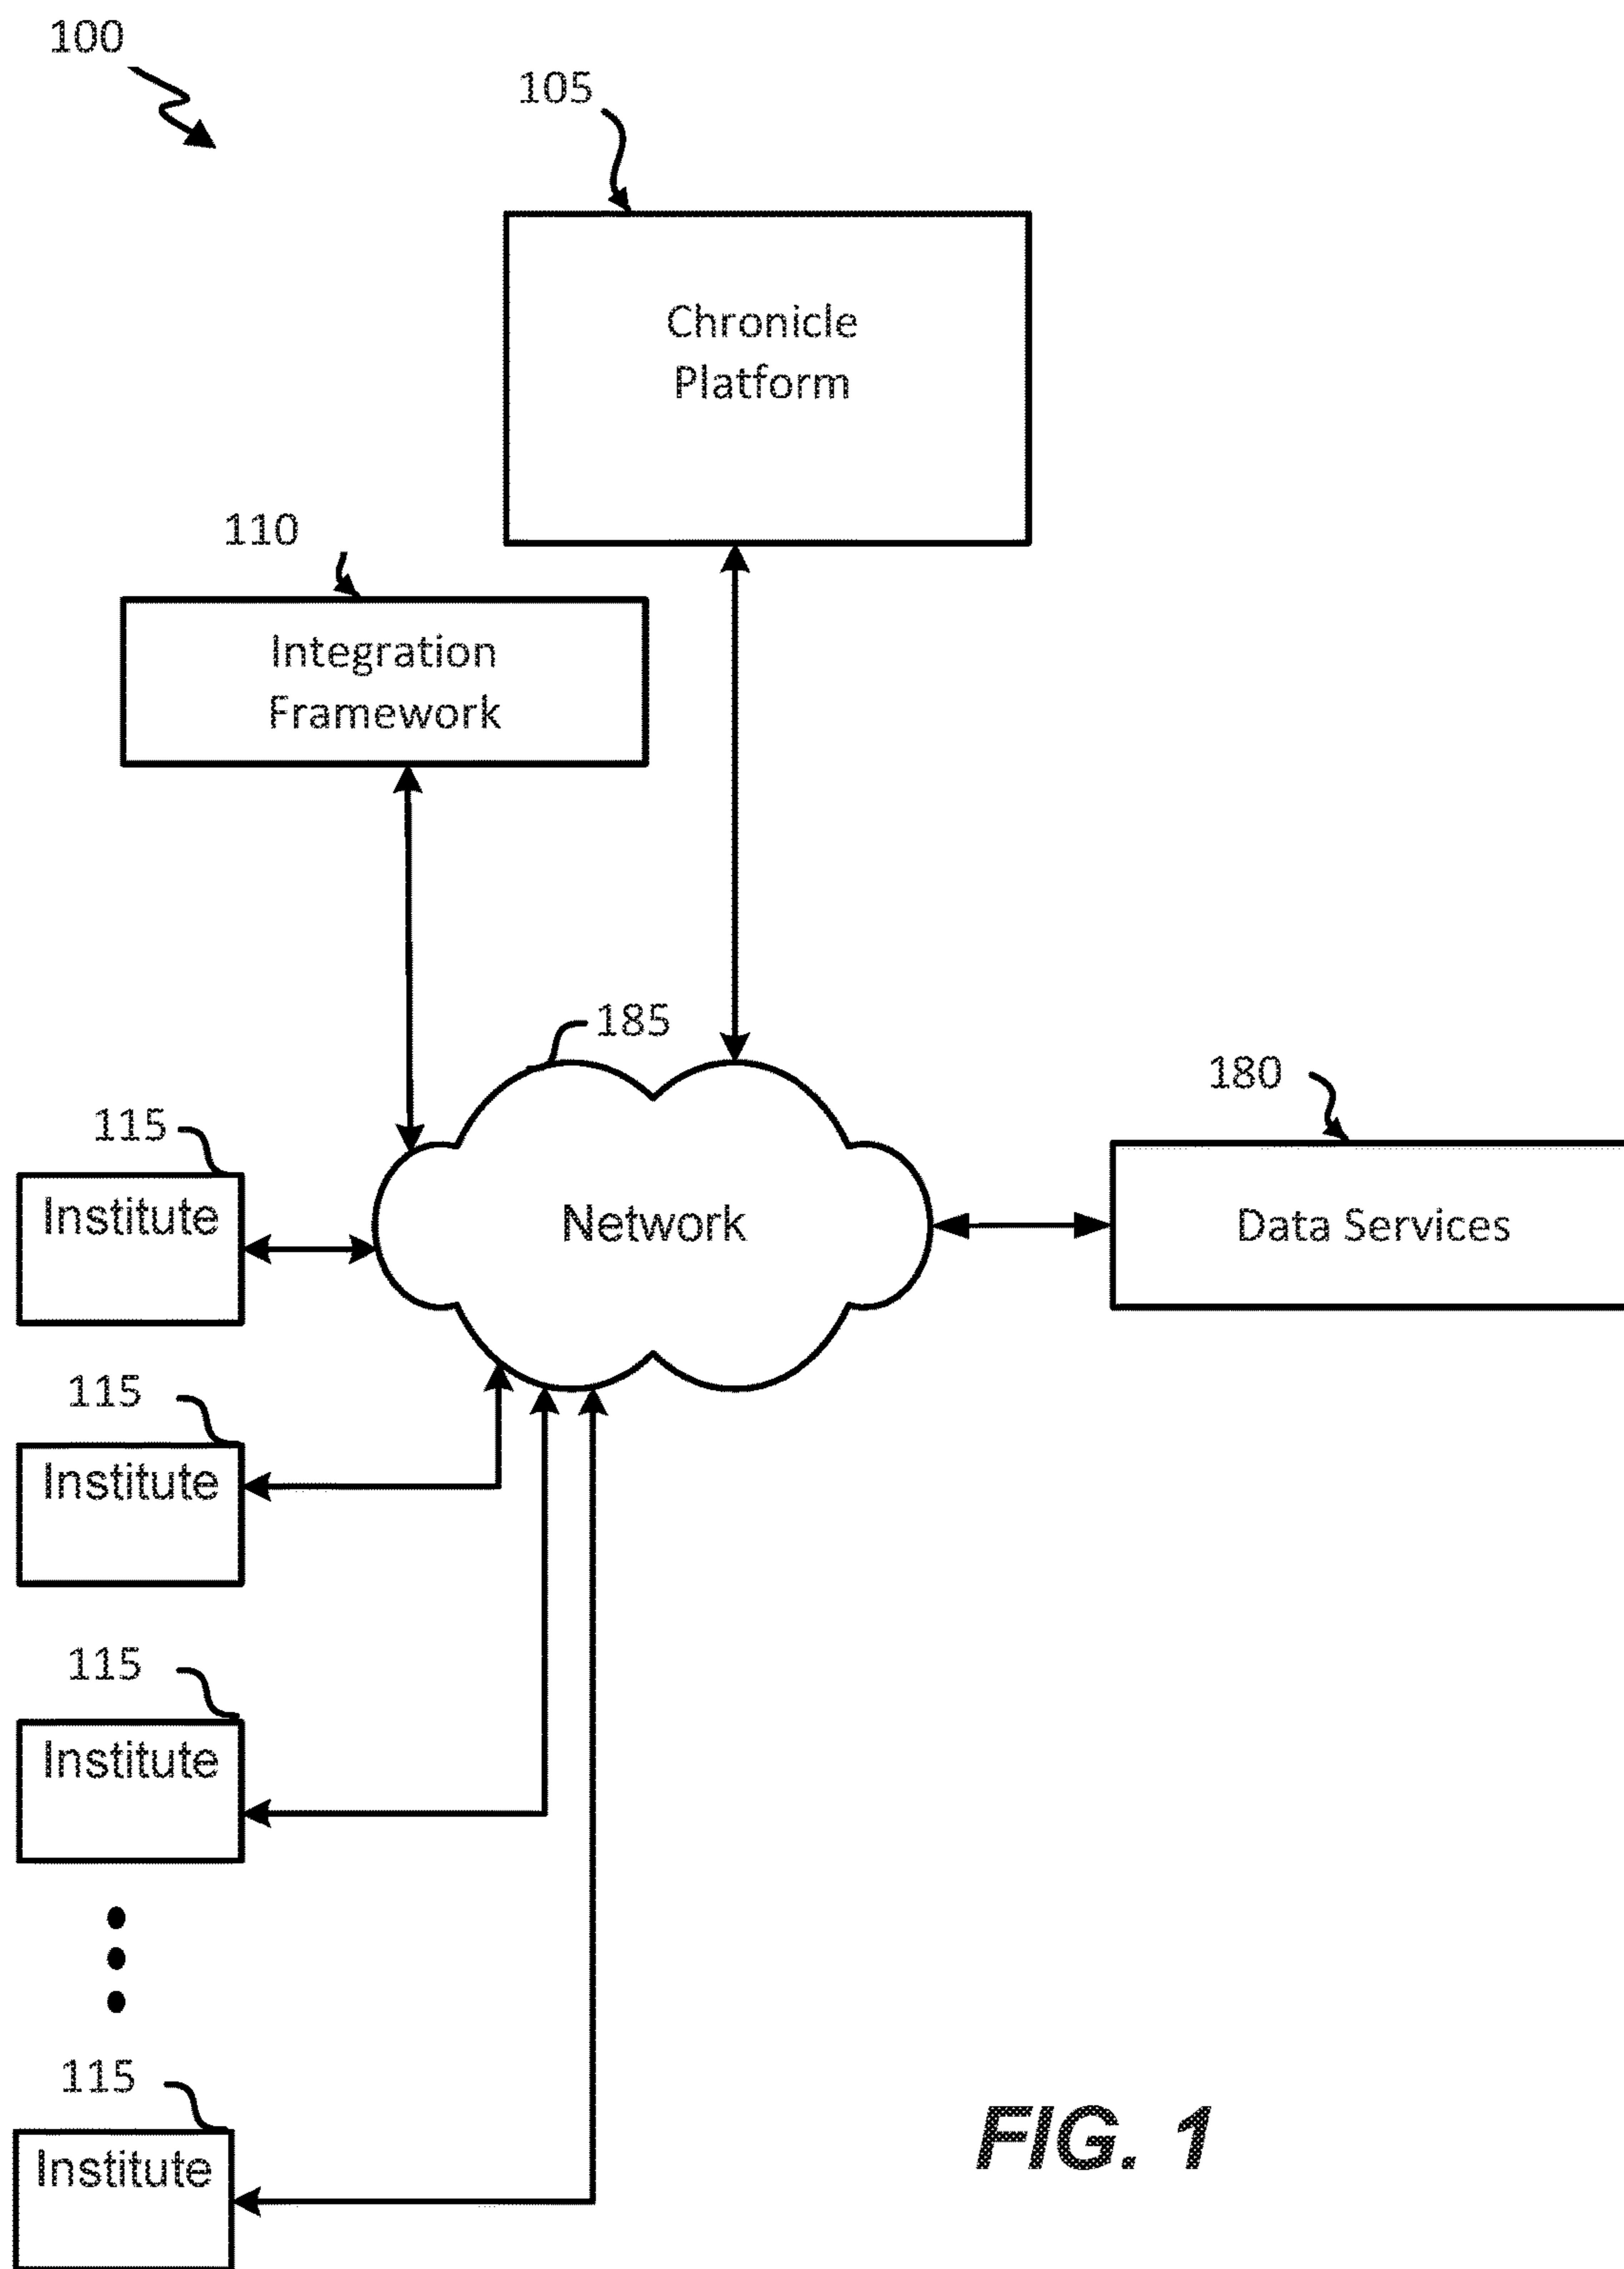 100
105
Chronicle
Platform
110
Integration
Framework
185
180
115
Institute
Network
Data Services
115
Institute
115
Institute
115
Institute
FIG. 1